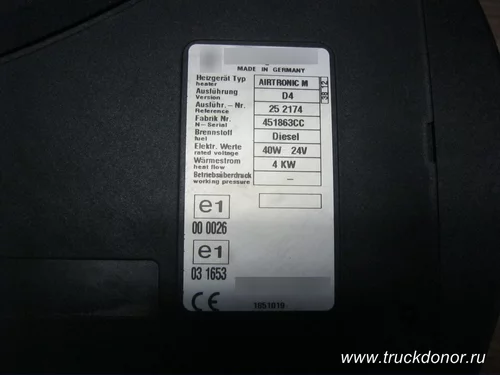 MADE IN GERMANY
Heizgerät Typ AIRTRONIC M
heater
Ausführung D4
Version
Ausführ. - Nr. 25 2174
Reference
Fabrik Nr. 451863CC
N - Serial
Brennstoff Diesel
fuel
Elektr. Werte 40W 24V
rated voltage
Wärmestrom 4 KW
heat flow
Betriebsüberdruck –
working pressure
38.12
e1
00 0026
e1
03 1653
CE
www.truckdonor.ru